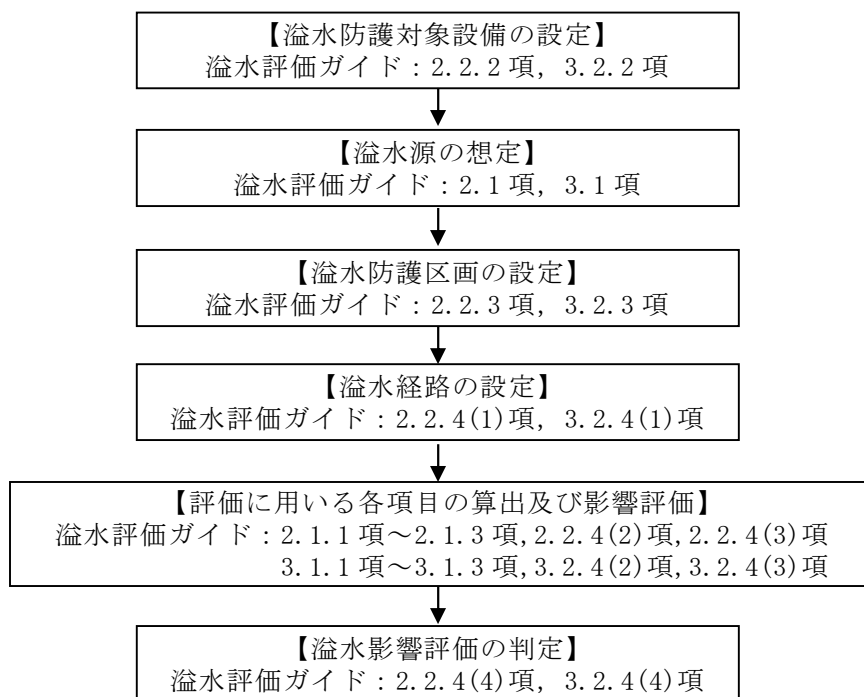 【溢水防護対象設備の設定】
溢水評価ガイド：2.2.2項，3.2.2項
【溢水源の想定】
溢水評価ガイド：2.1項，3.1項
【溢水防護区画の設定】
溢水評価ガイド：2.2.3項，3.2.3項
【溢水経路の設定】
溢水評価ガイド：2.2.4(1)項，3.2.4(1)項
【評価に用いる各項目の算出及び影響評価】
溢水評価ガイド：2.1.1項～2.1.3項,2.2.4(2)項,2.2.4(3)項
3.1.1項～3.1.3項,3.2.4(2)項,3.2.4(3)項
【溢水影響評価の判定】
溢水評価ガイド：2.2.4(4)項，3.2.4(4)項